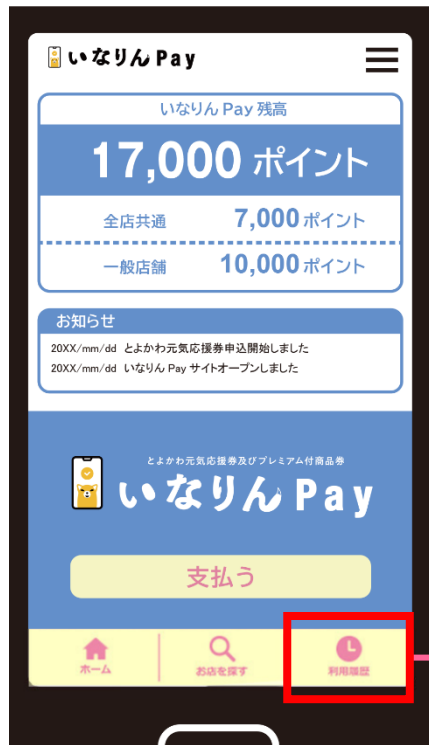 いなりん Pay
いなりん Pay 残高
17,000 ポイント
全店共通 7,000 ポイント
一般店舗 10,000 ポイント
お知らせ
20XX/mm/dd とよかわ元気応援券申込開始しました
20XX/mm/dd いなりん Pay サイトオープンしました
とよかわ元気応援券及びプレミアム付商品券
いなりん Pay
支払う
ホーム お店を探す 利用履歴